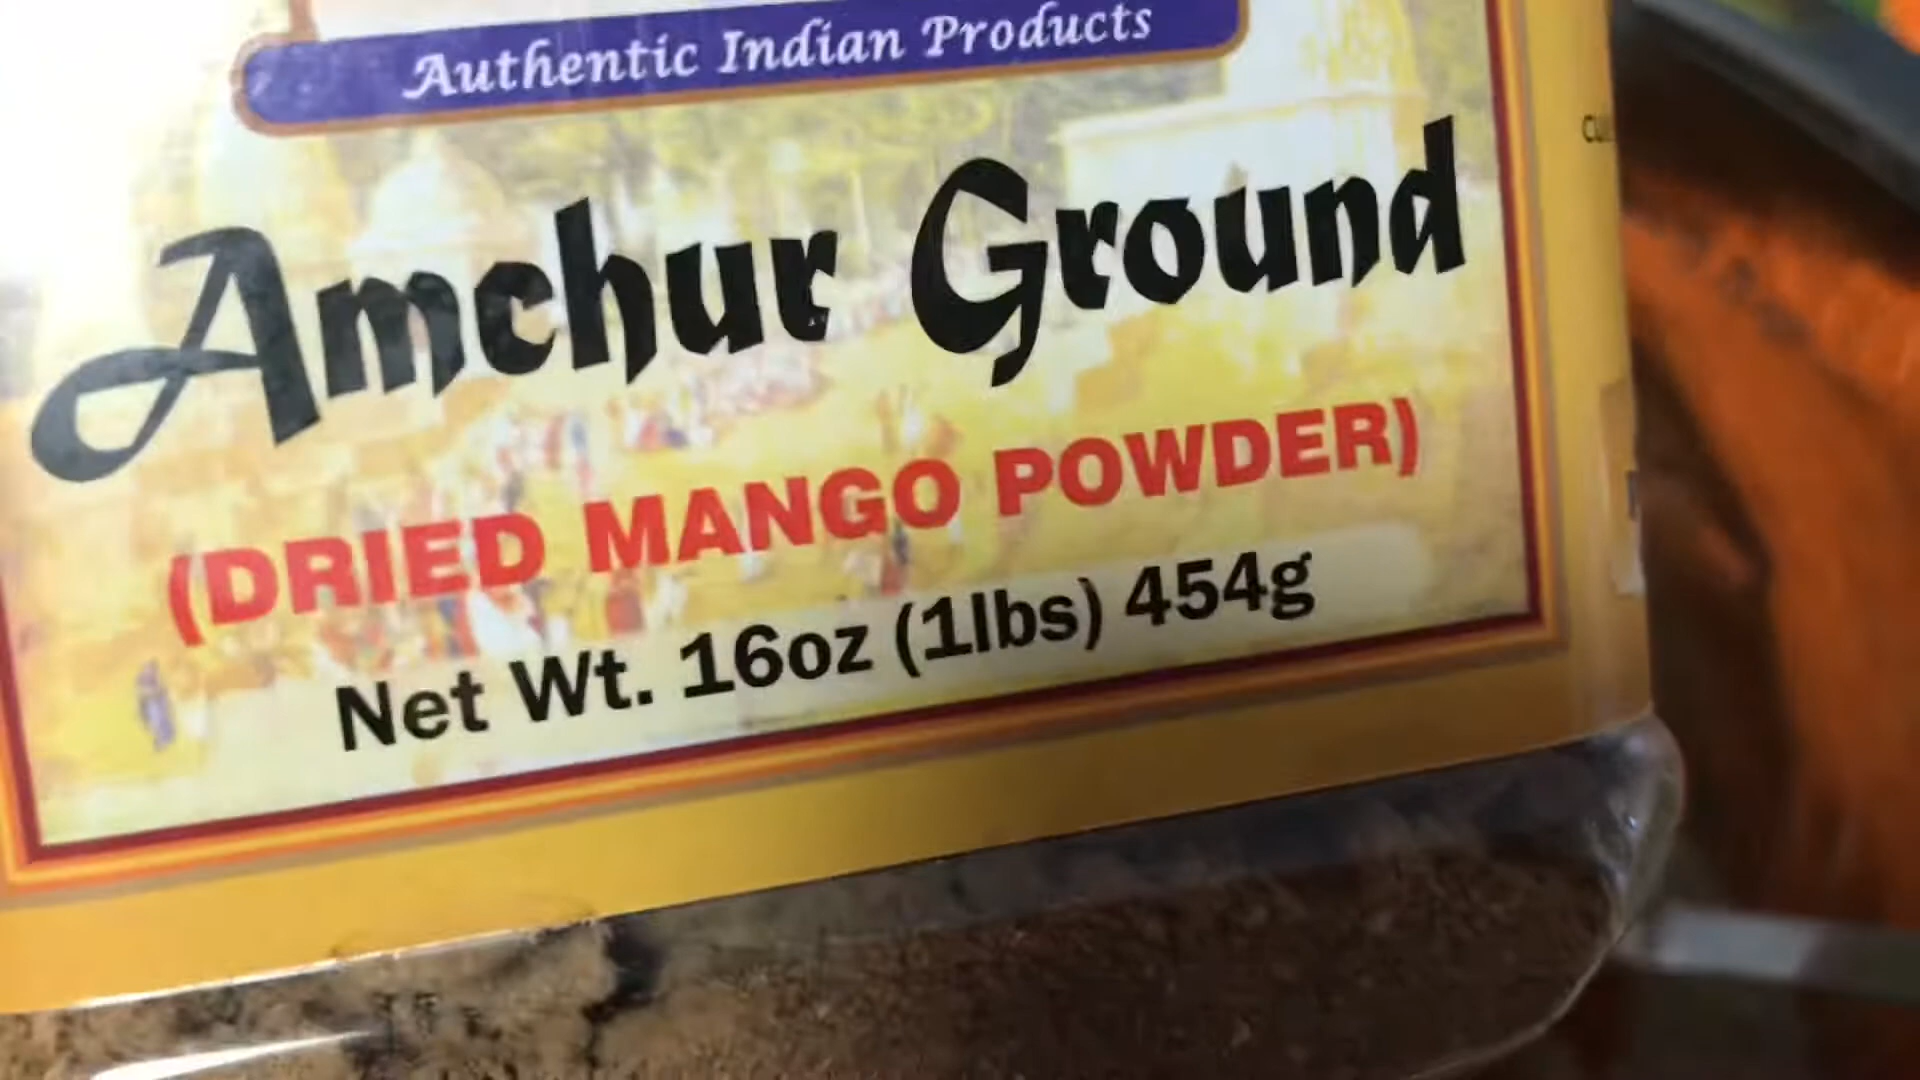 Authentic Indian Products
Amchur Ground
(DRIED MANGO POWDER)
Net Wt. 16oz (1lbs) 454g